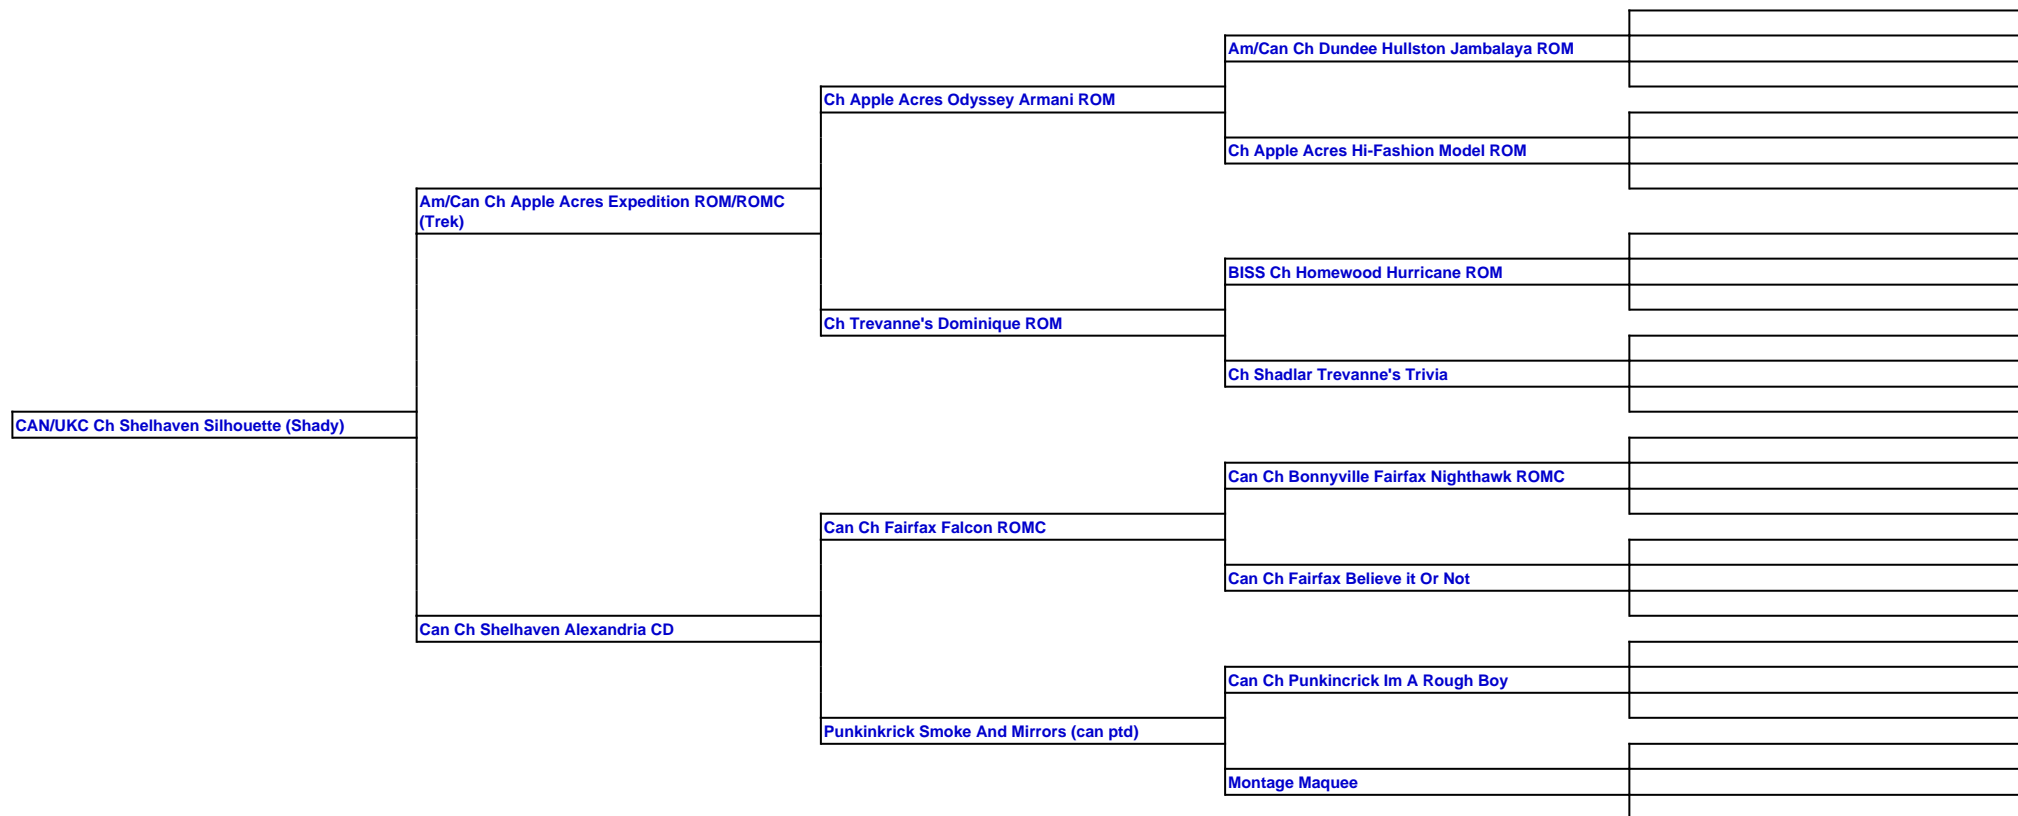 Am/Can Ch Dundee Hullston Jambalaya ROM
Ch Apple Acres Odyssey Armani ROM
Ch Apple Acres Hi-Fashion Model ROM
Am/Can Ch Apple Acres Expedition ROM/ROMC
(Trek)
BISS Ch Homewood Hurricane ROM
Ch Trevanne's Dominique ROM
Ch Shadlar Trevanne's Trivia
CAN/UKC Ch Shelhaven Silhouette (Shady)
Can Ch Bonnyville Fairfax Nighthawk ROMC
Can Ch Fairfax Falcon ROMC
Can Ch Fairfax Believe it Or Not
Can Ch Shelhaven Alexandria CD
Can Ch Punkincrick Im A Rough Boy
Punkinkrick Smoke And Mirrors (can ptd)
Montage Maquee